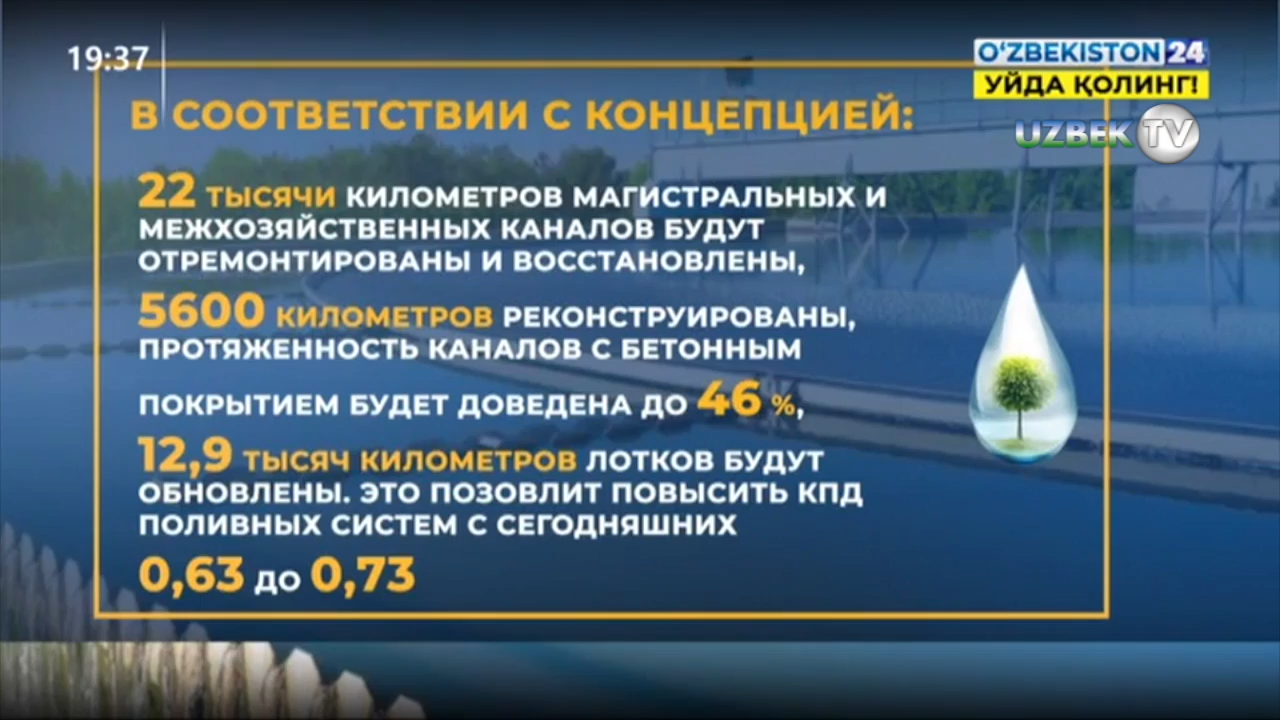 19:37
O‘ZBEKISTON 24
УЙДА ҚОЛИНГ!
UZBEK TV
В СООТВЕТСТВИИ С КОНЦЕПЦИЕЙ:
22 ТЫСЯЧИ КИЛОМЕТРОВ МАГИСТРАЛЬНЫХ И
МЕЖХОЗЯЙСТВЕННЫХ КАНАЛОВ БУДУТ
ОТРЕМОНТИРОВАНЫ И ВОССТАНОВЛЕНЫ,
5600 КИЛОМЕТРОВ РЕКОНСТРУИРОВАНЫ,
ПРОТЯЖЕННОСТЬ КАНАЛОВ С БЕТОННЫМ
ПОКРЫТИЕМ БУДЕТ ДОВЕДЕНА ДО 46 %,
12,9 ТЫСЯЧ КИЛОМЕТРОВ ЛОТКОВ БУДУТ
ОБНОВЛЕНЫ. ЭТО ПОЗОВЛИТ ПОВЫСИТЬ КПД
ПОЛИВНЫХ СИСТЕМ С СЕГОДНЯШНИХ
0,63 ДО 0,73